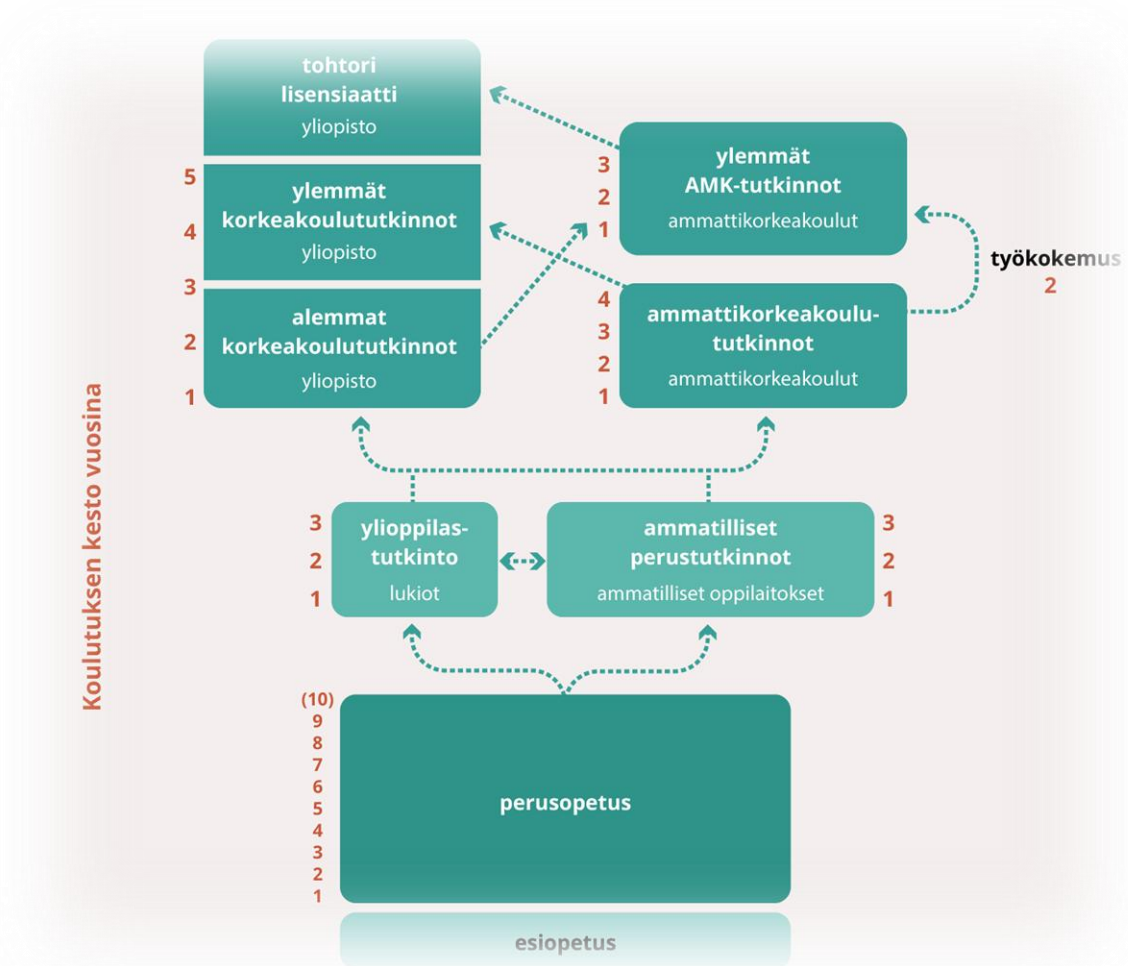 tohtori
lisensiaatti
yliopisto
5
4
3
2
1
ylemmät
korkeakoulututkinnot
yliopisto
alemmat
korkeakoulututkinnot
yliopisto
3
2
1
ylemmät
AMK-tutkinnot
ammattikorkeakoulut
työkokemus
2
4
3
2
1
ammattikorkeakoulu-
tutkinnot
ammattikorkeakoulut
Koulutuksen kesto vuosina
3
2
1
ylioppilas-
tutkinto
lukiot
ammatilliset
perustutkinnot
ammatilliset oppilaitokset
3
2
1
(10)
9
8
7
6
5
4
3
2
1
perusopetus
esiopetus